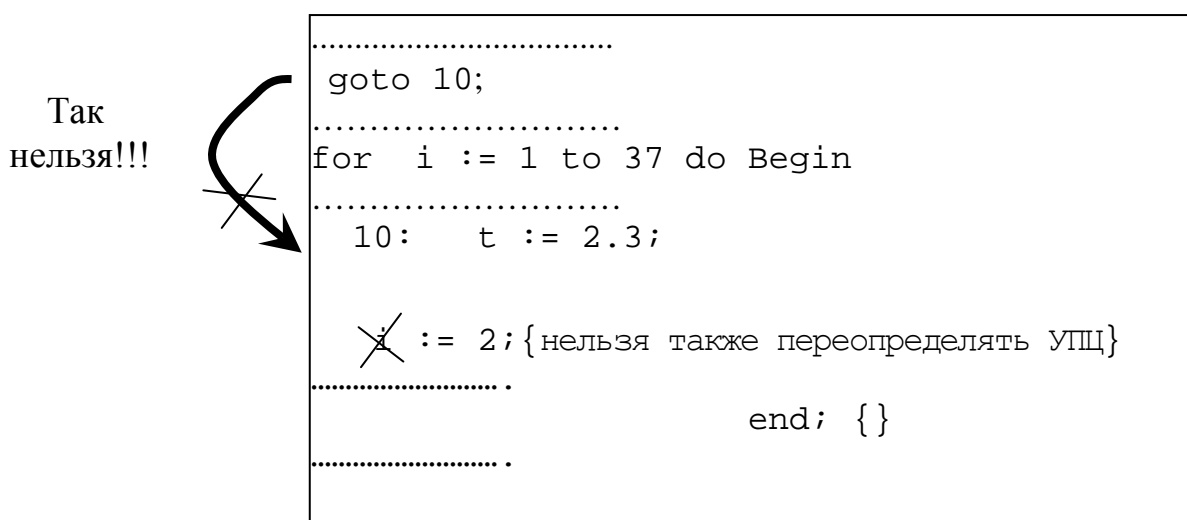 Так
нельзя!!!
..................................
goto 10;
...........................
for i := 1 to 37 do Begin
...........................
10: t := 2.3;
i := 2;{нельзя также переопределять УПЦ}
............................
end; {}
............................